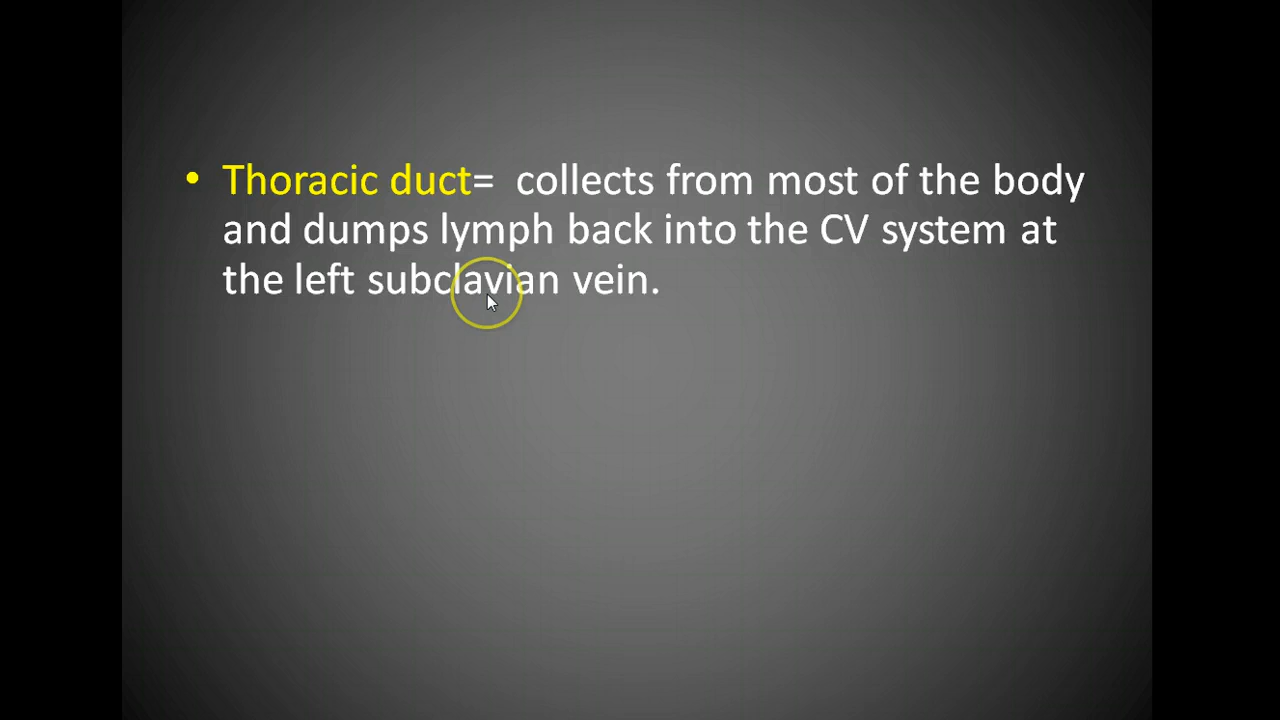 • Thoracic duct=  collects from most of the body
and dumps lymph back into the CV system at
the left subclavian vein.